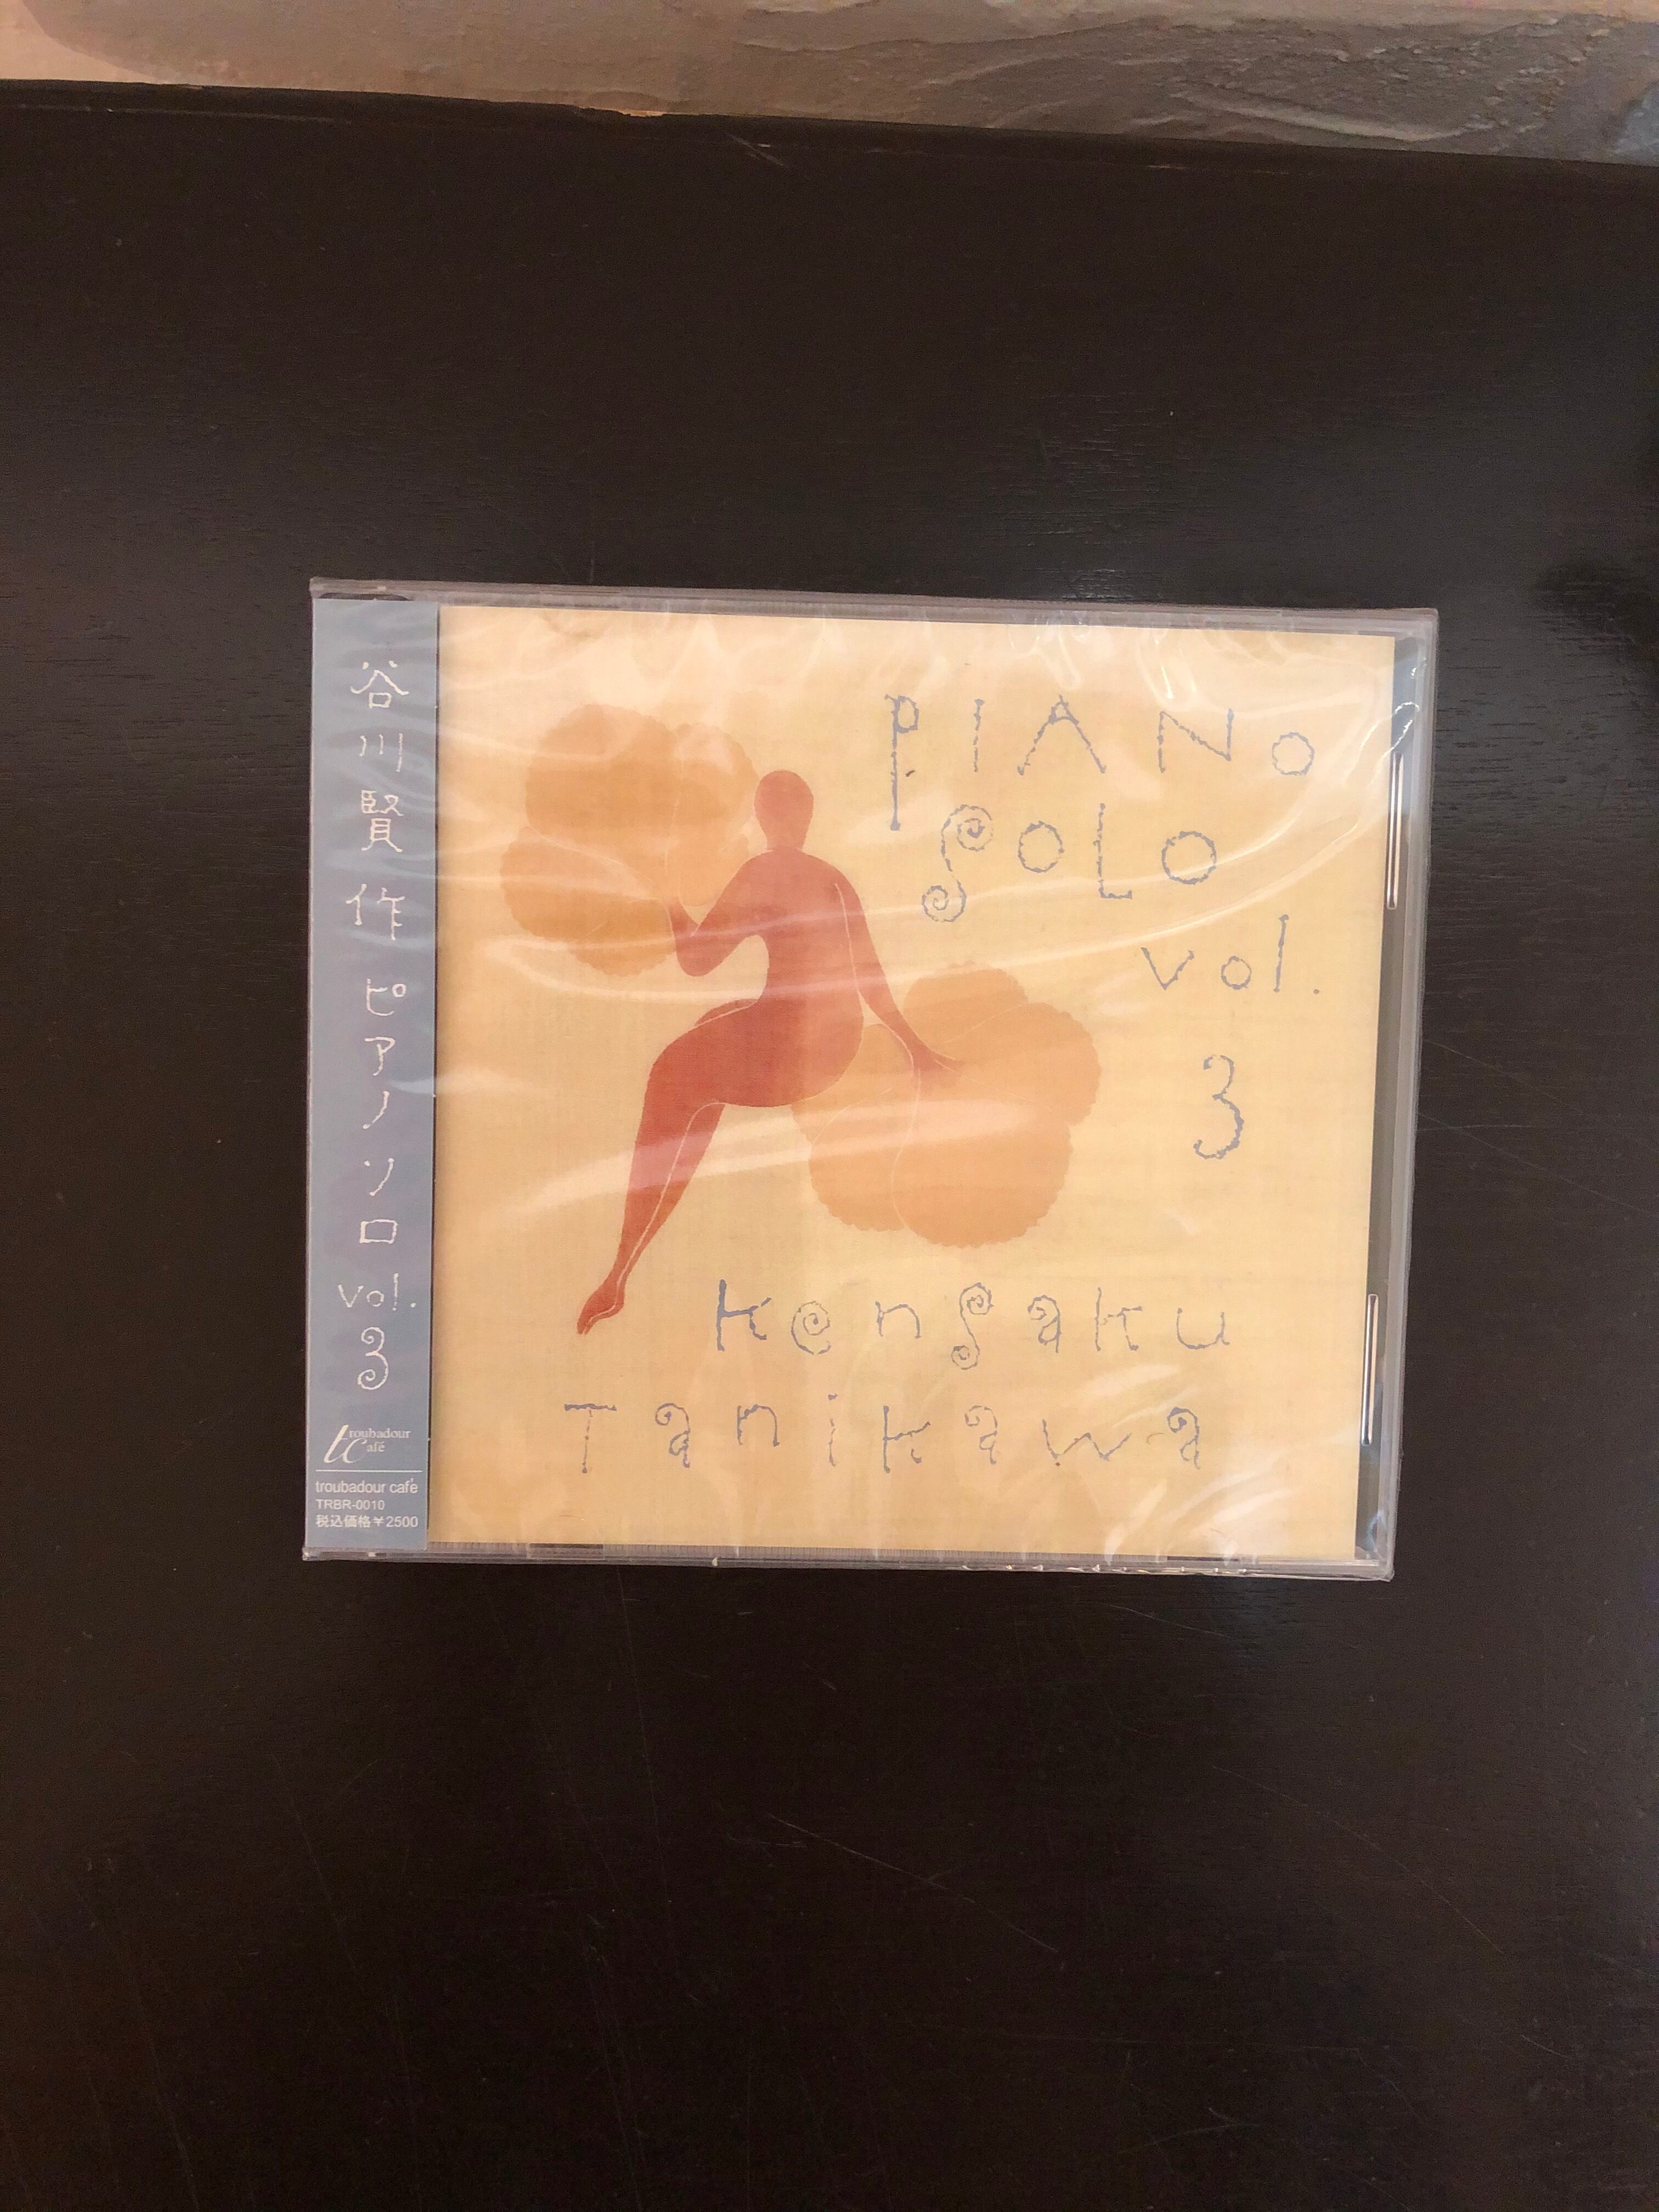 谷川賢作 ピアノソロ vol. 3
troubadour
café
troubadour café
TRBR-0010
税込価格￥2500
PIANo
SoLO
vol.
3
Kensaku
Tanikawa